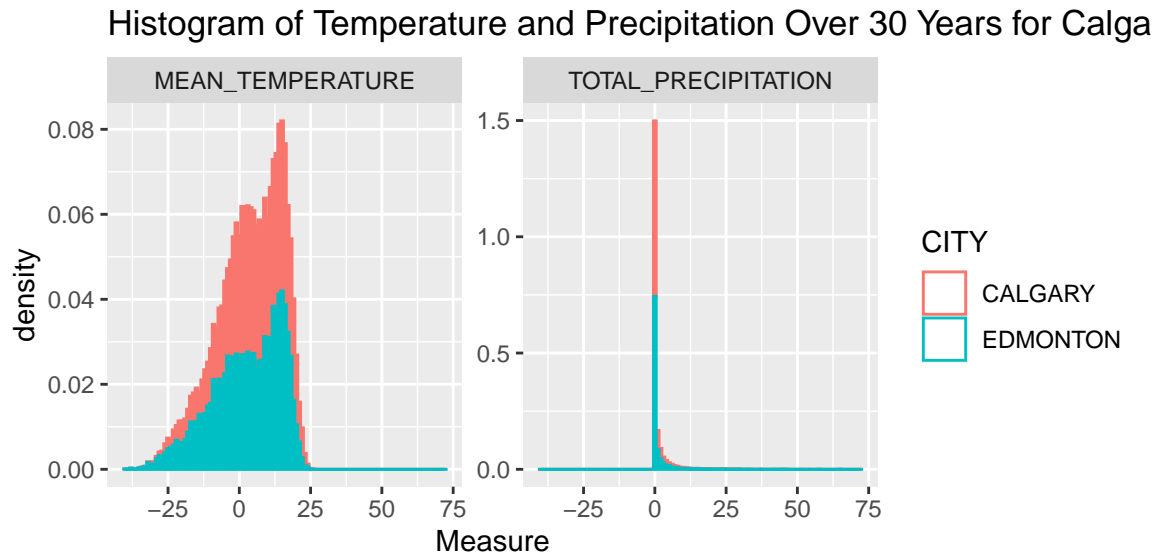 Histogram of Temperature and Precipitation Over 30 Years for Calga
MEAN_TEMPERATURE
TOTAL_PRECIPITATION
density
0.08
0.06
0.04
0.02
0.00
1.5
1.0
0.5
0.0
−25 0 25 50 75
−25 0 25 50 75
Measure
CITY
CALGARY
EDMONTON